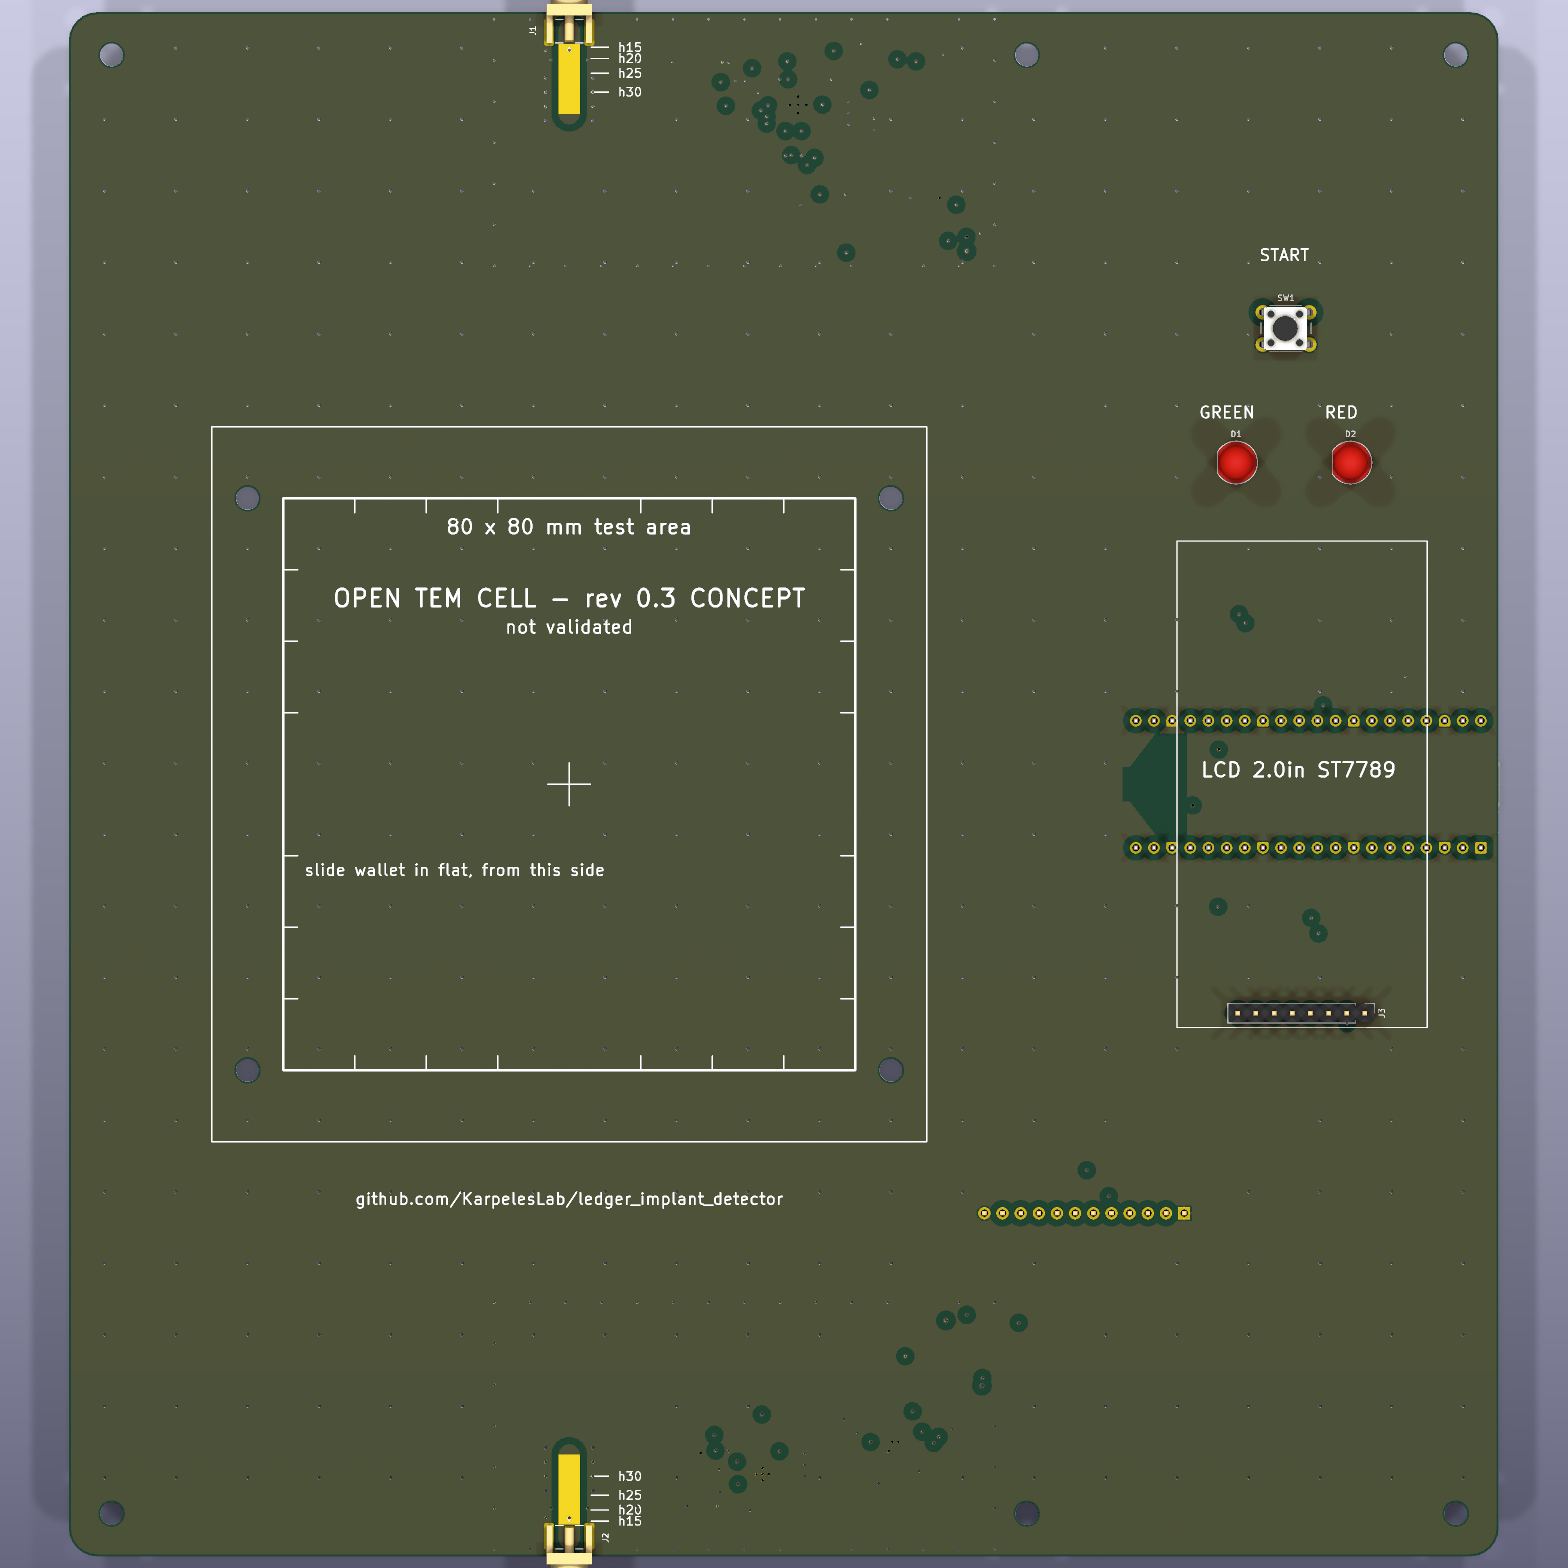 J1
h15
h20
h25
h30
START
SW1
GREEN
RED
D1
D2
80 x 80 mm test area
OPEN TEM CELL – rev 0.3 CONCEPT
not validated
LCD 2.0in ST7789
slide wallet in flat, from this side
J3
github.com/KarpelesLab/ledger_implant_detector
h30
h25
h20
h15
J2